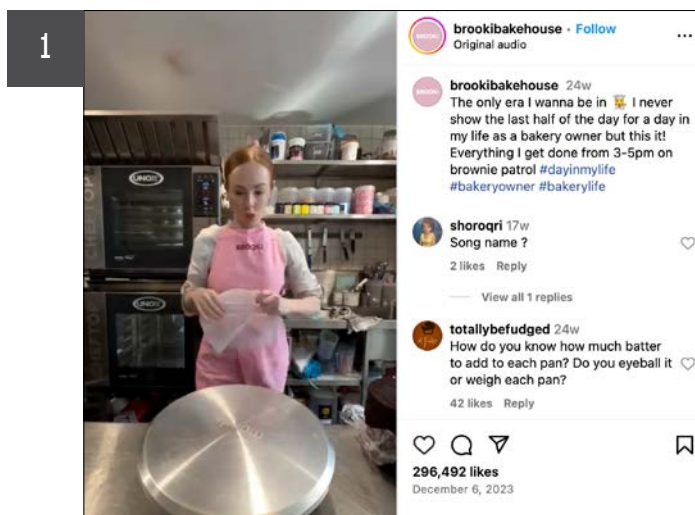 1
brookibakehouse • Follow
Original audio
brookibakehouse 24w
The only era I wanna be in 👩‍🍳 I never
show the last half of the day for a day in
my life as a bakery owner but this it!
Everything I get done from 3-5pm on
brownie patrol #dayinmylife
#bakeryowner #bakerylife
shoroqri 17w
Song name ?
2 likes Reply
View all 1 replies
totallybefudged 24w
How do you know how much batter
to add to each pan? Do you eyeball it
or weigh each pan?
42 likes Reply
296,492 likes
December 6, 2023
UNOX
CHEFTOP
UNOX
BROOKI